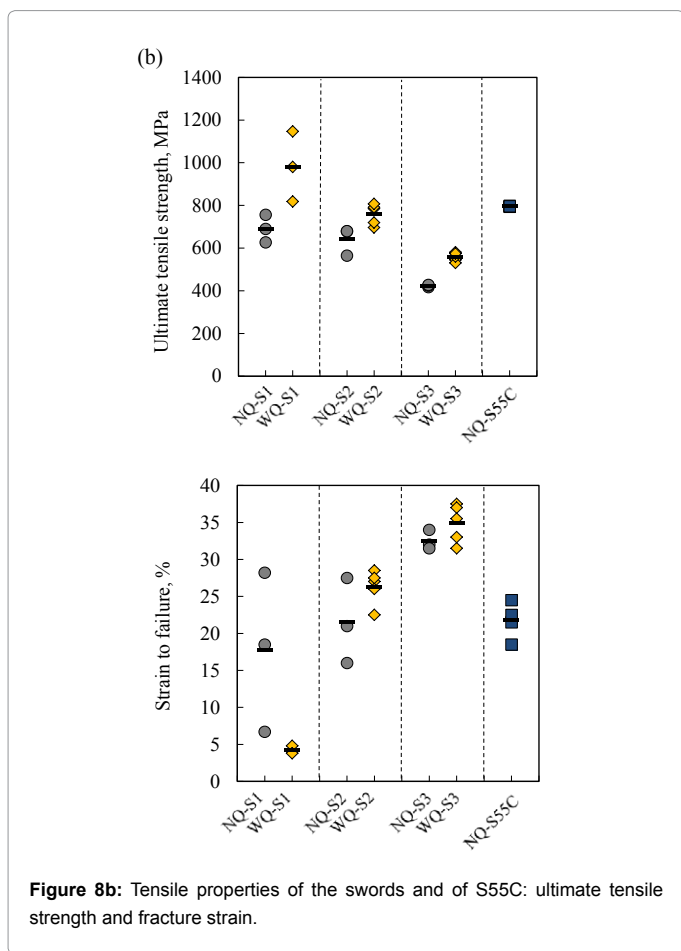 (b)
Ultimate tensile strength, MPa
1400
1200
1000
800
600
400
200
0
NQ-S1
WQ-S1
NQ-S2
WQ-S2
NQ-S3
WQ-S3
NQ-S55C
Strain to failure, %
40
35
30
25
20
15
10
5
0
NQ-S1
WQ-S1
NQ-S2
WQ-S2
NQ-S3
WQ-S3
NQ-S55C
Figure 8b: Tensile properties of the swords and of S55C: ultimate tensile
strength and fracture strain.